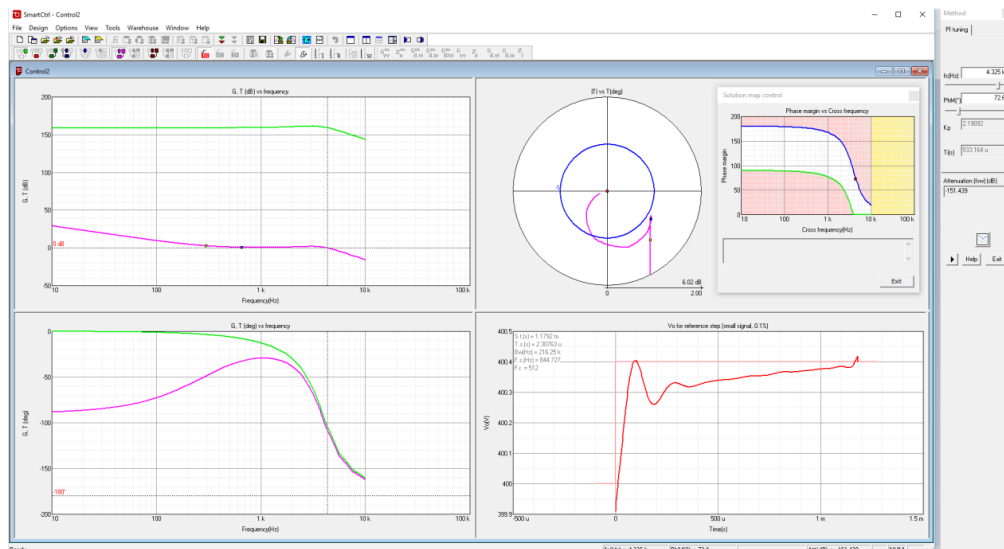 SmartCtrl - Control2
File Design Options View Tools Warehouse Window Help
Control2
G, T (dB) vs frequency
200
150
100
50
0
-50
0 dB
G, T (dB)
10
100
1 k
10 k
100 k
Frequency(Hz)
|T| vs T(deg)
6.02 dB
0
2.00
Solution map control
Phase margin vs Cross frequency
200
150
100
50
0
Phase margin
10
100
1 k
10 k
100 k
Cross frequency(Hz)
Exit
G, T (deg) vs frequency
0
-50
-100
-150
-180°
-200
G, T (deg)
10
100
1 k
10 k
100 k
Frequency(Hz)
Vo for reference step (small signal, 0.1%)
S.t.(s) = 1.1792 m
T.s.(s) = 2.30763 u
Bw(Hz) = 216.25 k
F.s.(Hz) = 844.727
F.r. = 512
400.5
400.4
400.3
400.2
400.1
400
399.9
Vo(V)
-500 u
0
500 u
1 m
1.5 m
Time(s)
Method
PI tuning
fc(Hz) 4.325 k
PhM(°) 72.6
Kp 2.19092
Ti(s) 533.164 u
Attenuation (fsw) (dB)
-151.439
Help Exit